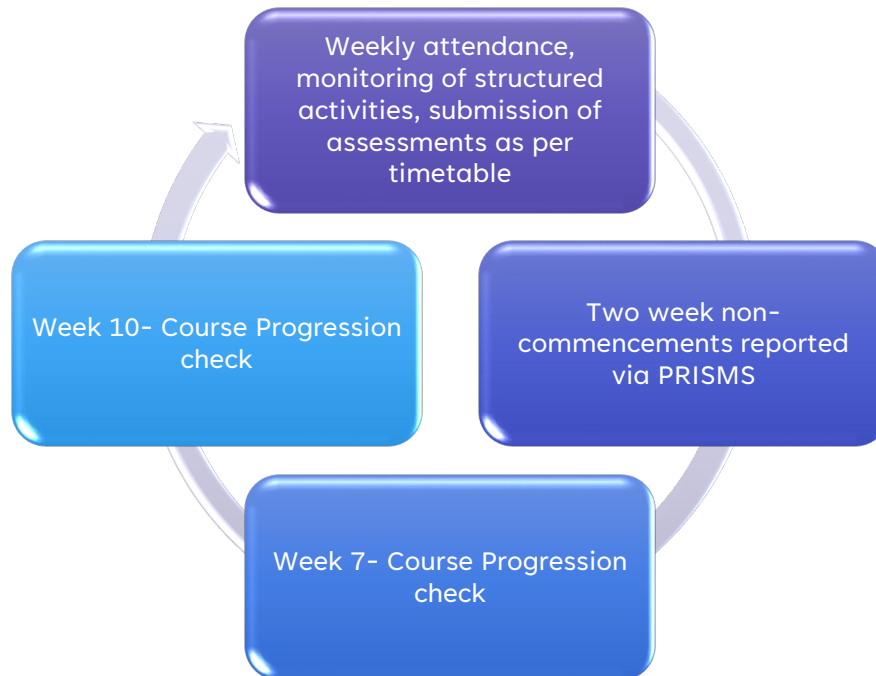 Weekly attendance,
monitoring of structured
activities, submission of
assessments as per
timetable
Two week non-
commencements reported
via PRISMS
Week 7- Course Progression
check
Week 10- Course Progression
check